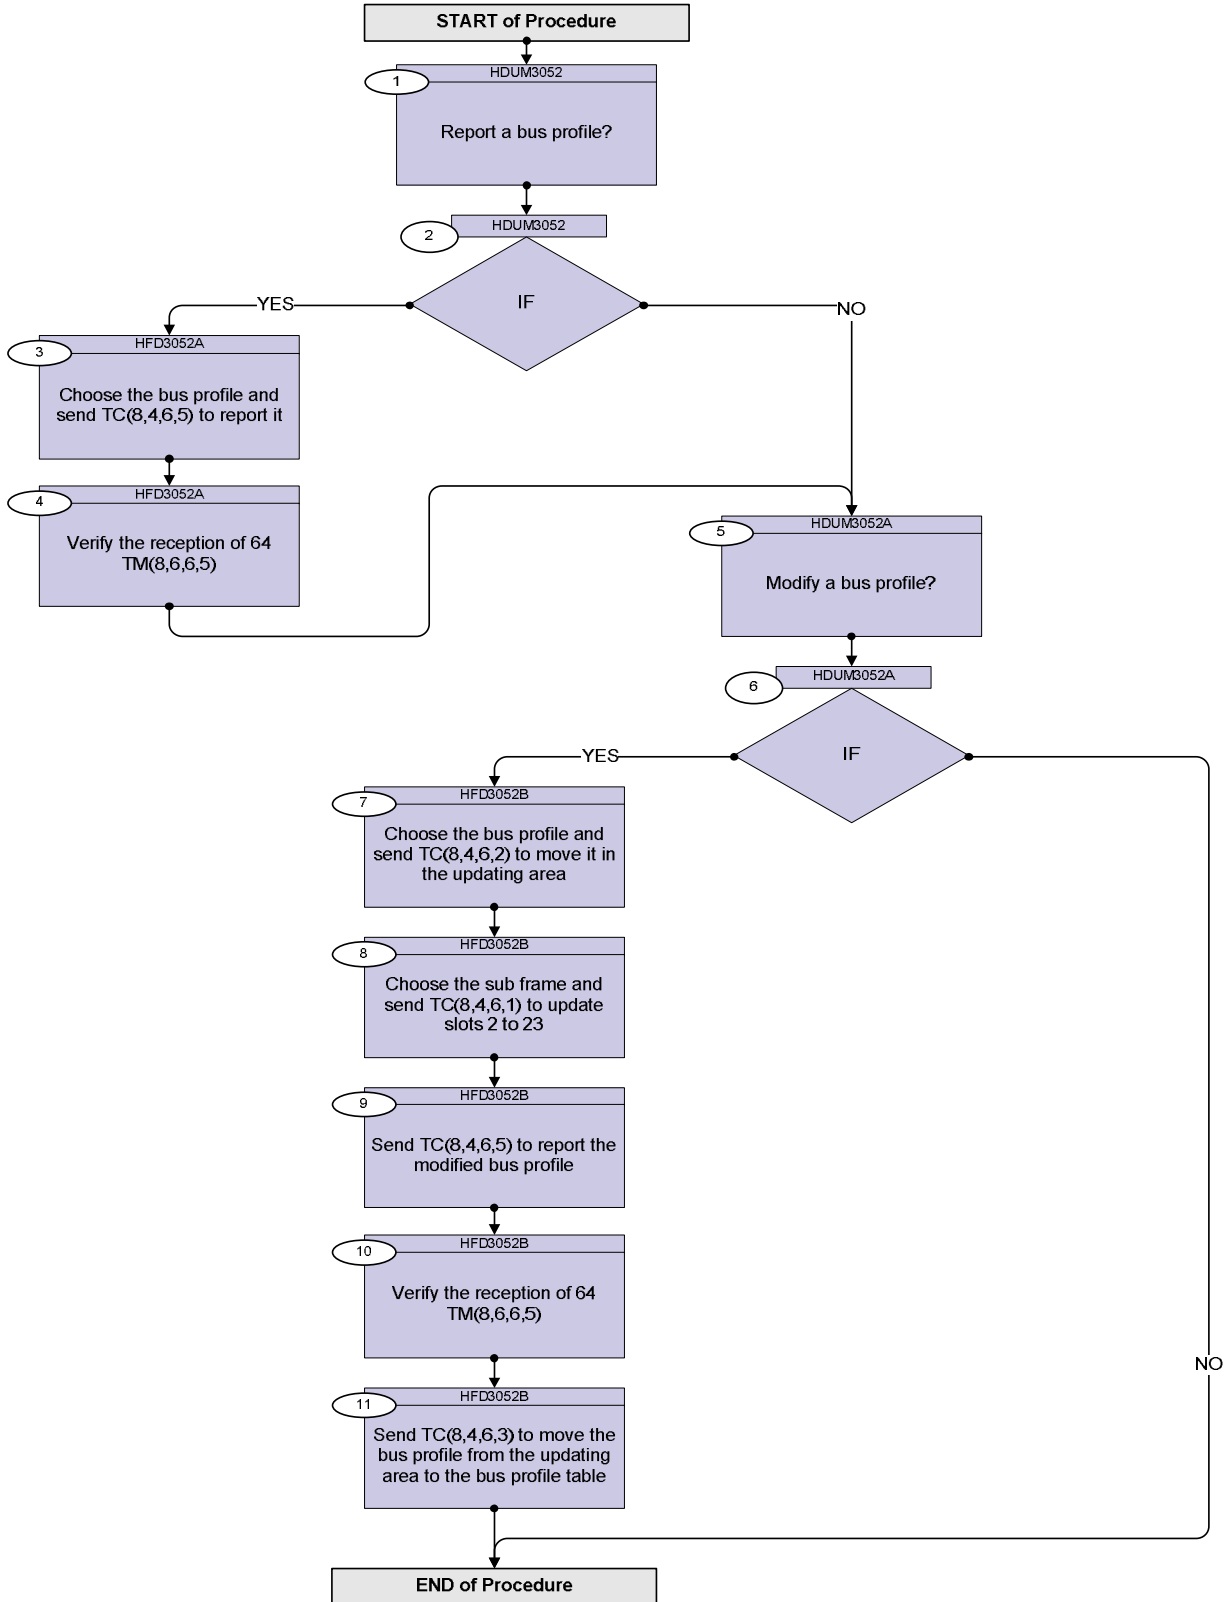 START of Procedure
HDUM3052
1
Report a bus profile?
HDUM3052
2
IF
YES
NO
HFD3052A
3
Choose the bus profile and
send TC(8,4,6,5) to report it
HFD3052A
4
Verify the reception of 64
TM(8,6,6,5)
HDUM3052A
5
Modify a bus profile?
HDUM3052A
6
IF
YES
NO
HFD3052B
7
Choose the bus profile and
send TC(8,4,6,2) to move it in
the updating area
HFD3052B
8
Choose the sub frame and
send TC(8,4,6,1) to update
slots 2 to 23
HFD3052B
9
Send TC(8,4,6,5) to report the
modified bus profile
HFD3052B
10
Verify the reception of 64
TM(8,6,6,5)
HFD3052B
11
Send TC(8,4,6,3) to move the
bus profile from the updating
area to the bus profile table
END of Procedure